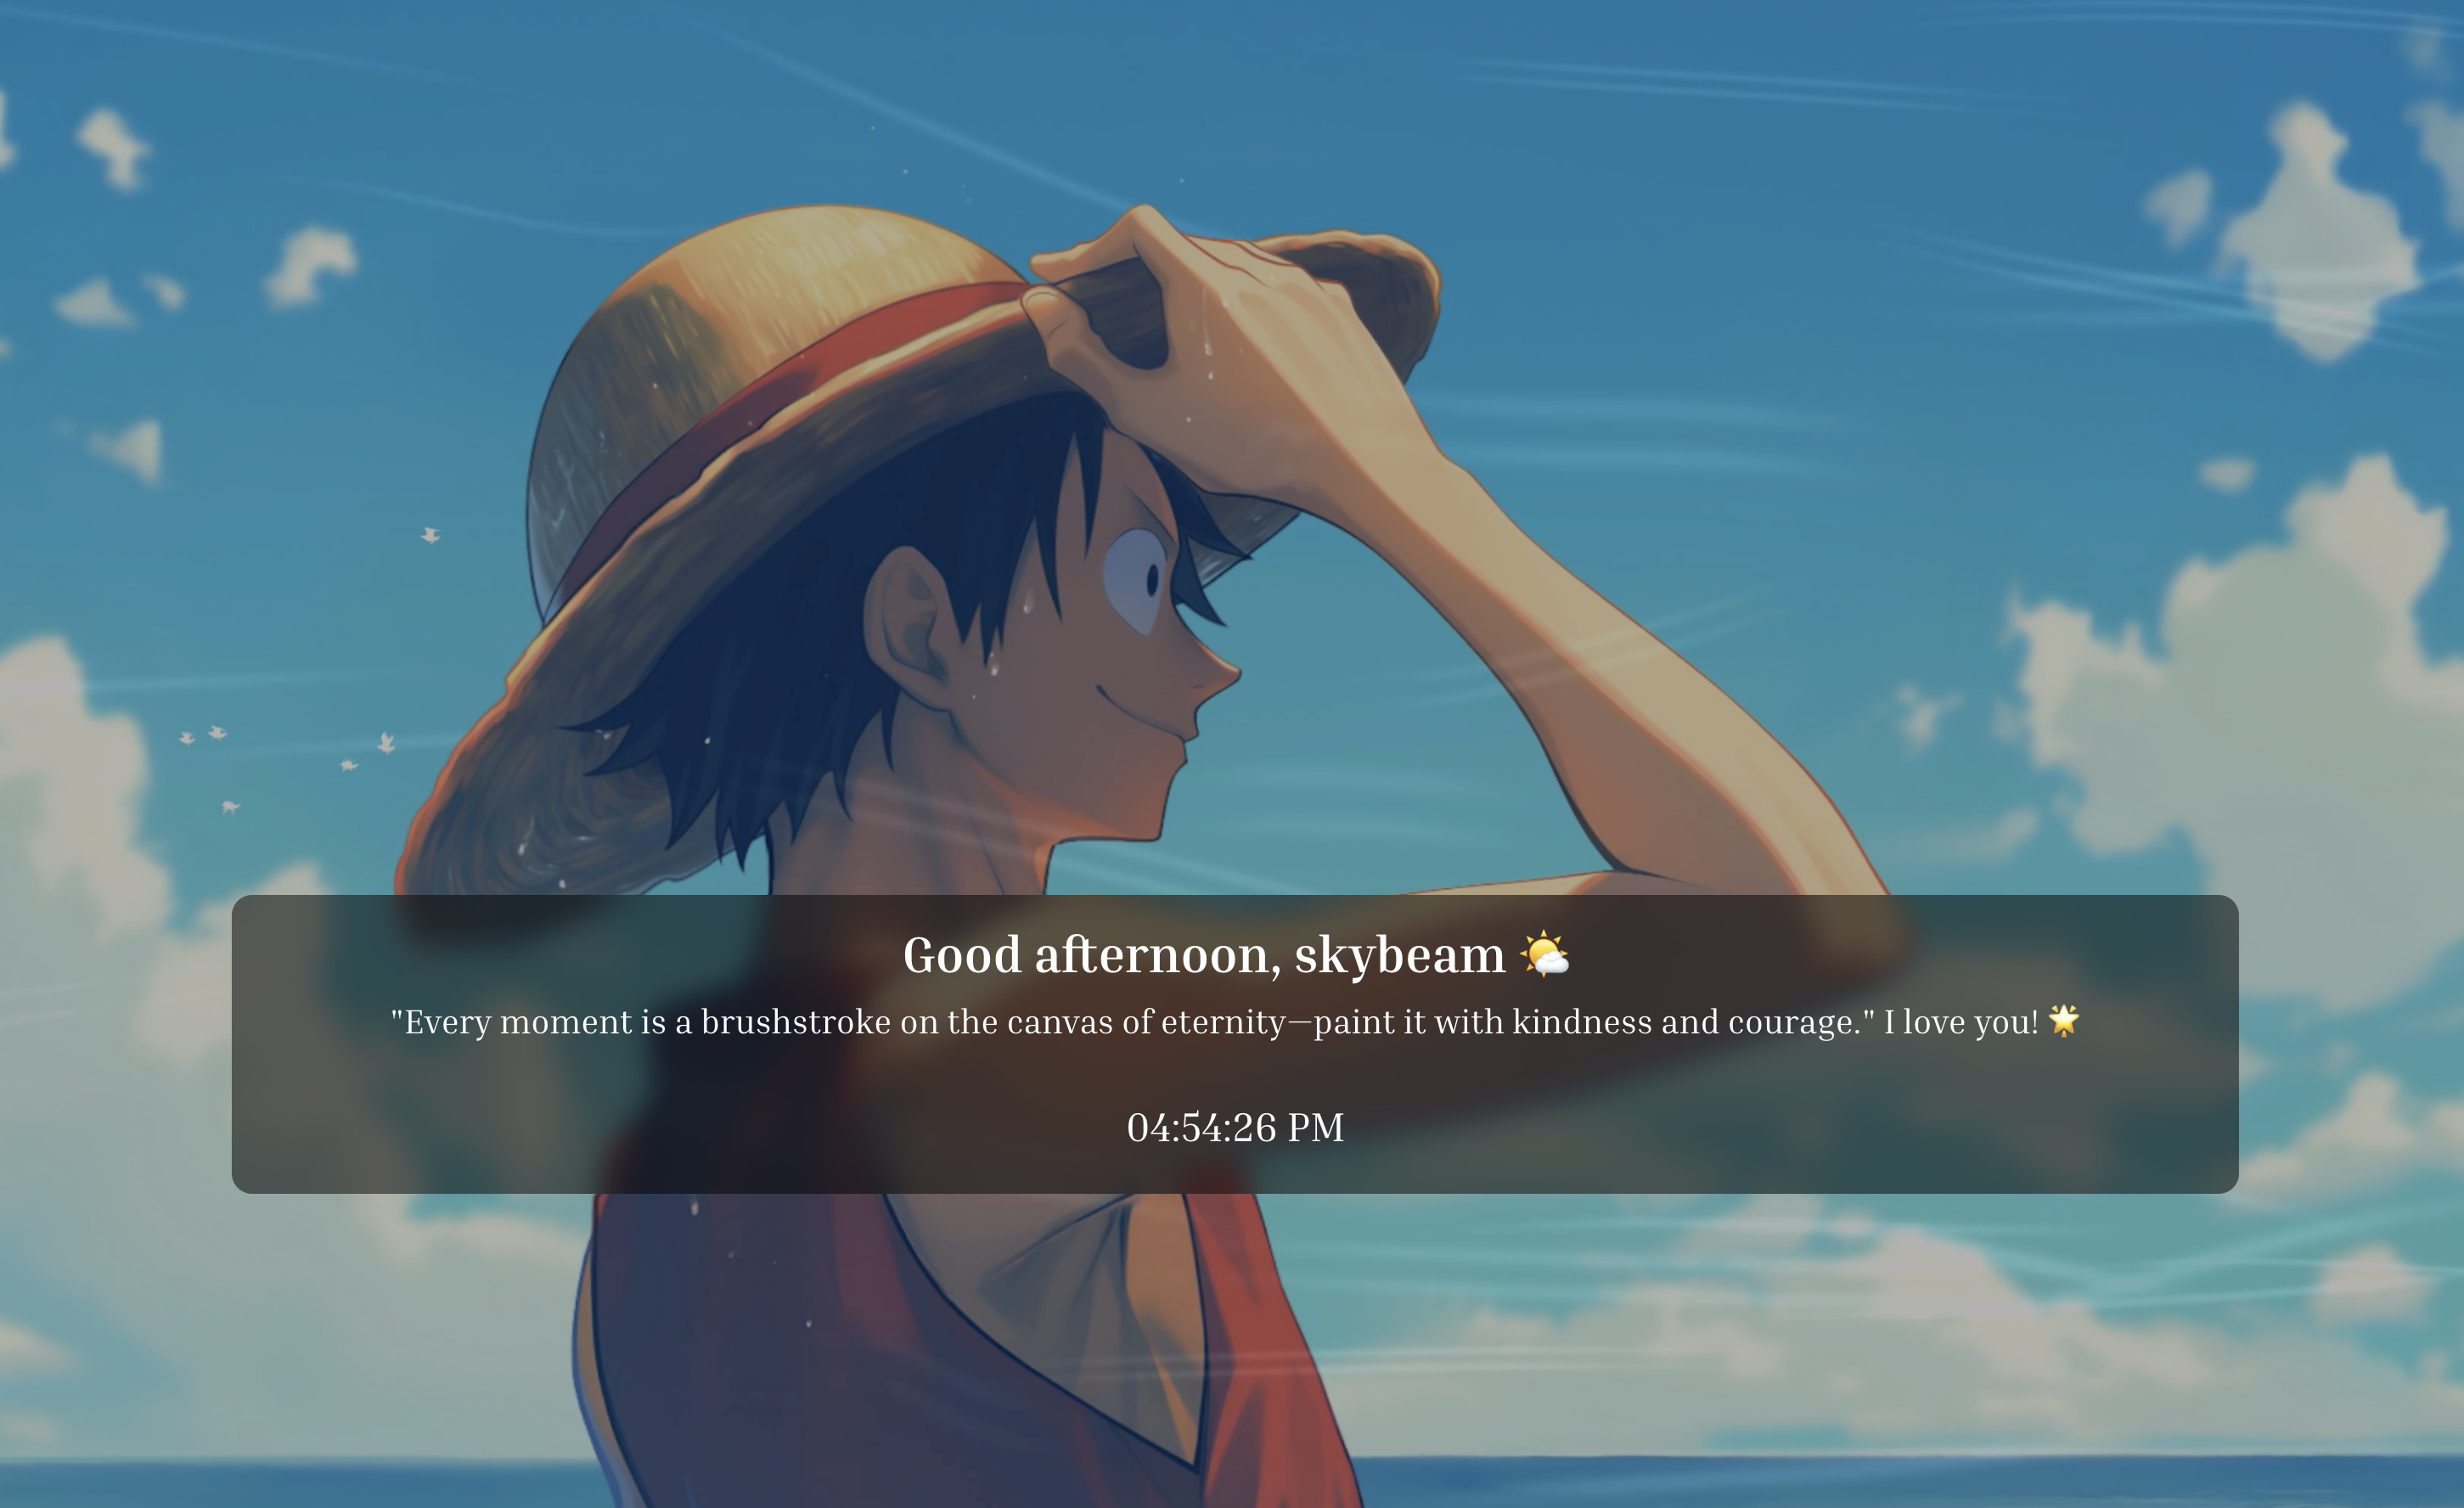 Good afternoon, skybeam 🌤️
"Every moment is a brushstroke on the canvas of eternity—paint it with kindness and courage." I love you! 🌟
04:54:26 PM